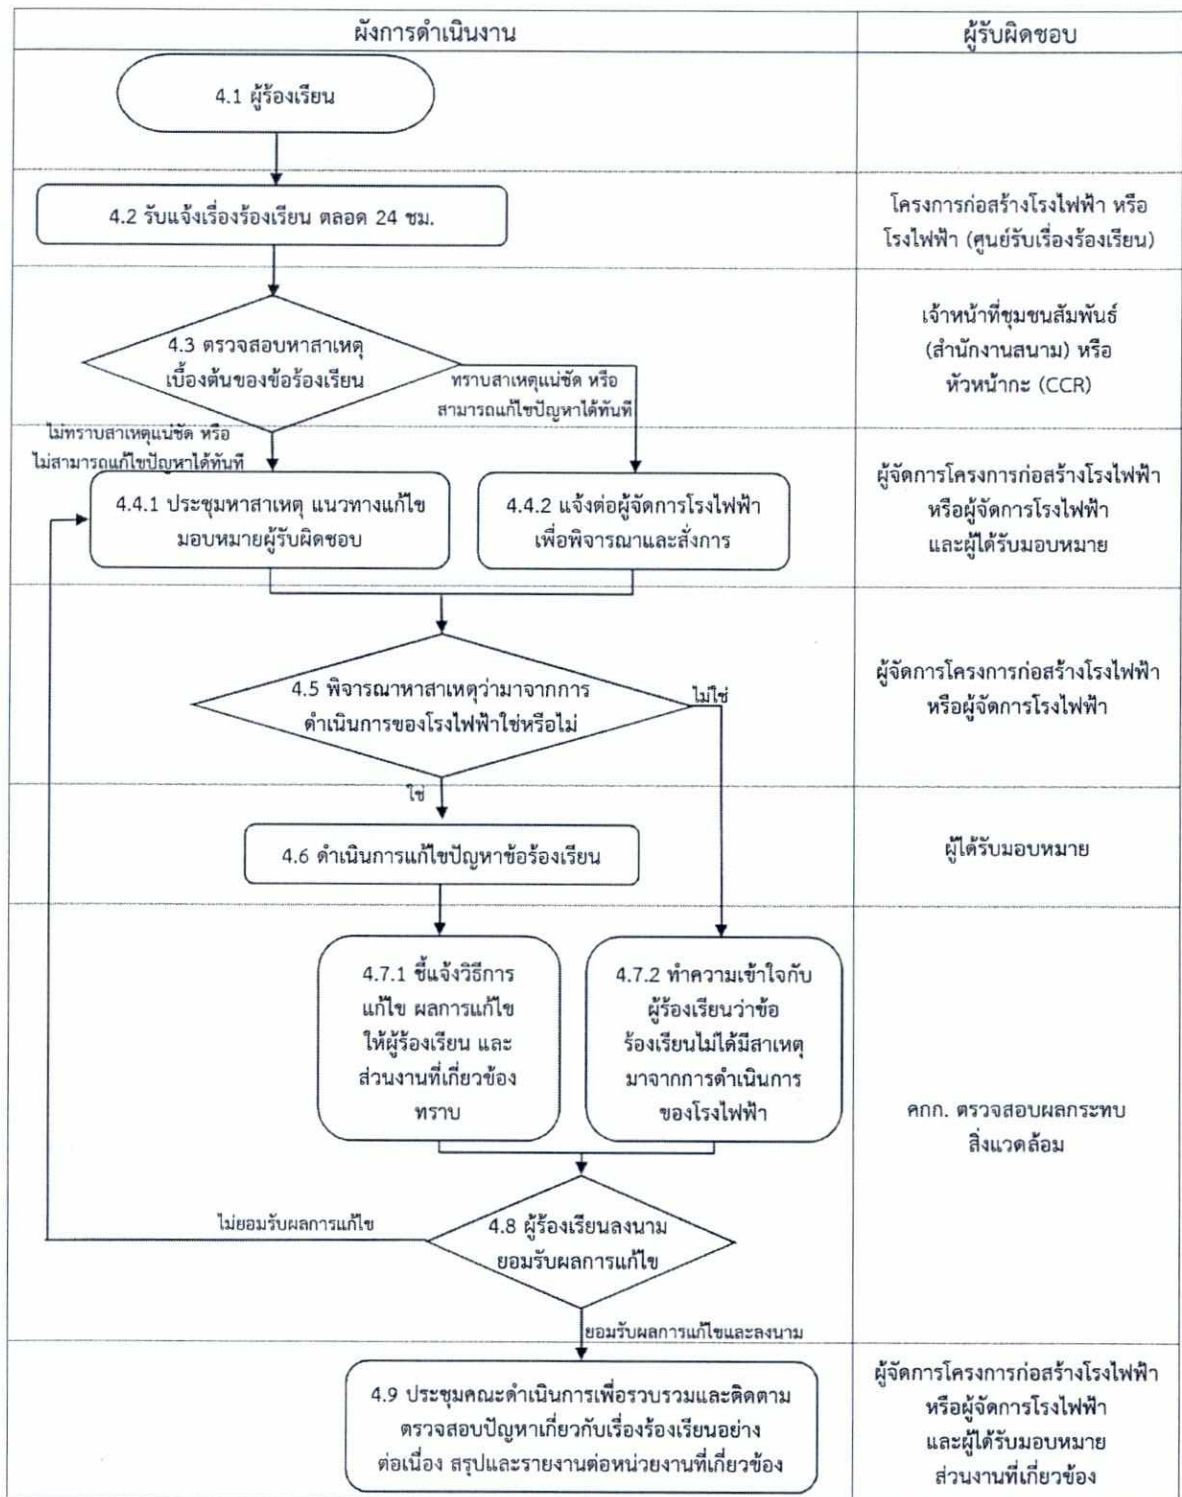 ผังการดำเนินงาน
ผู้รับผิดชอบ
4.1 ผู้ร้องเรียน
4.2 รับแจ้งเรื่องร้องเรียน ตลอด 24 ชม.
โครงการก่อสร้างโรงไฟฟ้า หรือ
โรงไฟฟ้า (ศูนย์รับเรื่องร้องเรียน)
4.3 ตรวจสอบหาสาเหตุ
เบื้องต้นของข้อร้องเรียน
เจ้าหน้าที่ชุมชนสัมพันธ์
(สำนักงานสนาม) หรือ
หัวหน้ากะ (CCR)
ทราบสาเหตุแน่ชัด หรือ
สามารถแก้ไขปัญหาได้ทันที
ไม่ทราบสาเหตุแน่ชัด หรือ
ไม่สามารถแก้ไขปัญหาได้ทันที
4.4.1 ประชุมหาสาเหตุ แนวทางแก้ไข
มอบหมายผู้รับผิดชอบ
4.4.2 แจ้งต่อผู้จัดการโรงไฟฟ้า
เพื่อพิจารณาและสั่งการ
ผู้จัดการโครงการก่อสร้างโรงไฟฟ้า
หรือผู้จัดการโรงไฟฟ้า
และผู้ได้รับมอบหมาย
4.5 พิจารณาหาสาเหตุว่ามาจากการ
ดำเนินการของโรงไฟฟ้าใช่หรือไม่
ไม่ใช่
ผู้จัดการโครงการก่อสร้างโรงไฟฟ้า
หรือผู้จัดการโรงไฟฟ้า
ใช่
4.6 ดำเนินการแก้ไขปัญหาข้อร้องเรียน
ผู้ได้รับมอบหมาย
4.7.1 ชี้แจงวิธีการ
แก้ไข ผลการแก้ไข
ให้ผู้ร้องเรียน และ
ส่วนงานที่เกี่ยวข้อง
ทราบ
4.7.2 ทำความเข้าใจกับ
ผู้ร้องเรียนว่าข้อ
ร้องเรียนไม่ได้มีสาเหตุ
มาจากการดำเนินการ
ของโรงไฟฟ้า
คกก. ตรวจสอบผลกระทบ
สิ่งแวดล้อม
ไม่ยอมรับผลการแก้ไข
4.8 ผู้ร้องเรียนลงนาม
ยอมรับผลการแก้ไข
ยอมรับผลการแก้ไขและลงนาม
4.9 ประชุมคณะดำเนินการเพื่อรวบรวมและติดตาม
ตรวจสอบปัญหาเกี่ยวกับเรื่องร้องเรียนอย่าง
ต่อเนื่อง สรุปและรายงานต่อหน่วยงานที่เกี่ยวข้อง
ผู้จัดการโครงการก่อสร้างโรงไฟฟ้า
หรือผู้จัดการโรงไฟฟ้า
และผู้ได้รับมอบหมาย
ส่วนงานที่เกี่ยวข้อง